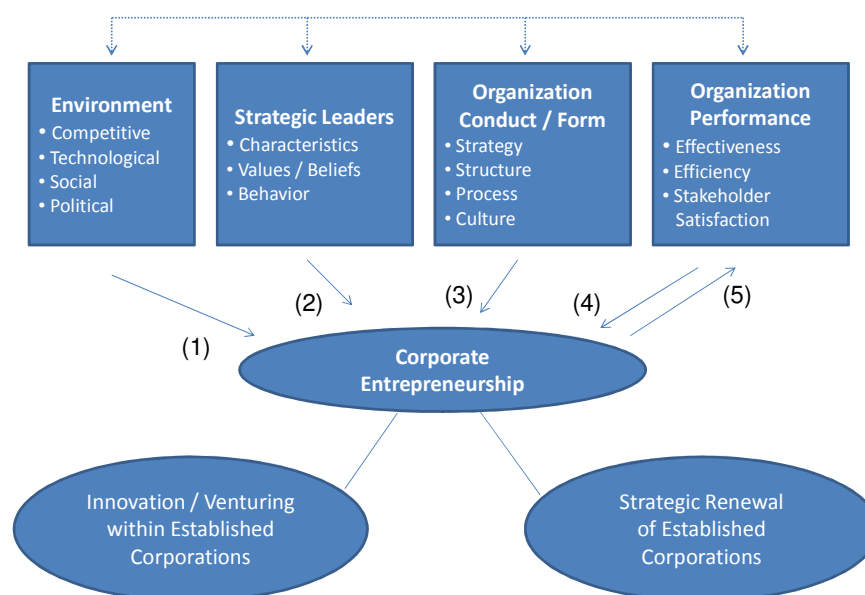 Environment
• Competitive
• Technological
• Social
• Political
Strategic Leaders
• Characteristics
• Values / Beliefs
• Behavior
Organization
Conduct / Form
• Strategy
• Structure
• Process
• Culture
Organization
Performance
• Effectiveness
• Efficiency
• Stakeholder
Satisfaction
(1)
(2)
(3)
(4)
(5)
Corporate
Entrepreneurship
Innovation / Venturing
within Established
Corporations
Strategic Renewal
of Established
Corporations